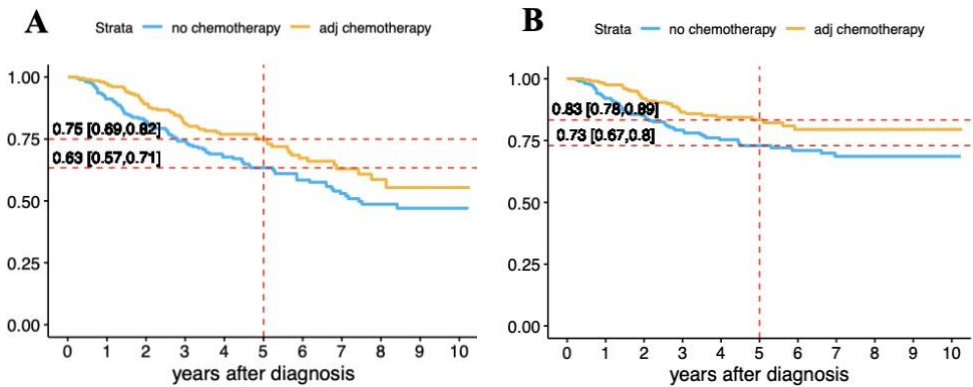 A
Strata no chemotherapy adj chemotherapy
1.00
0.75 [0.69,0.82]
0.75
0.63 [0.57,0.71]
0.50
0.25
0.00
0 1 2 3 4 5 6 7 8 9 10
years after diagnosis
B
Strata no chemotherapy adj chemotherapy
1.00
0.83 [0.78,0.89]
0.75
0.73 [0.67,0.8]
0.50
0.25
0.00
0 1 2 3 4 5 6 7 8 9 10
years after diagnosis